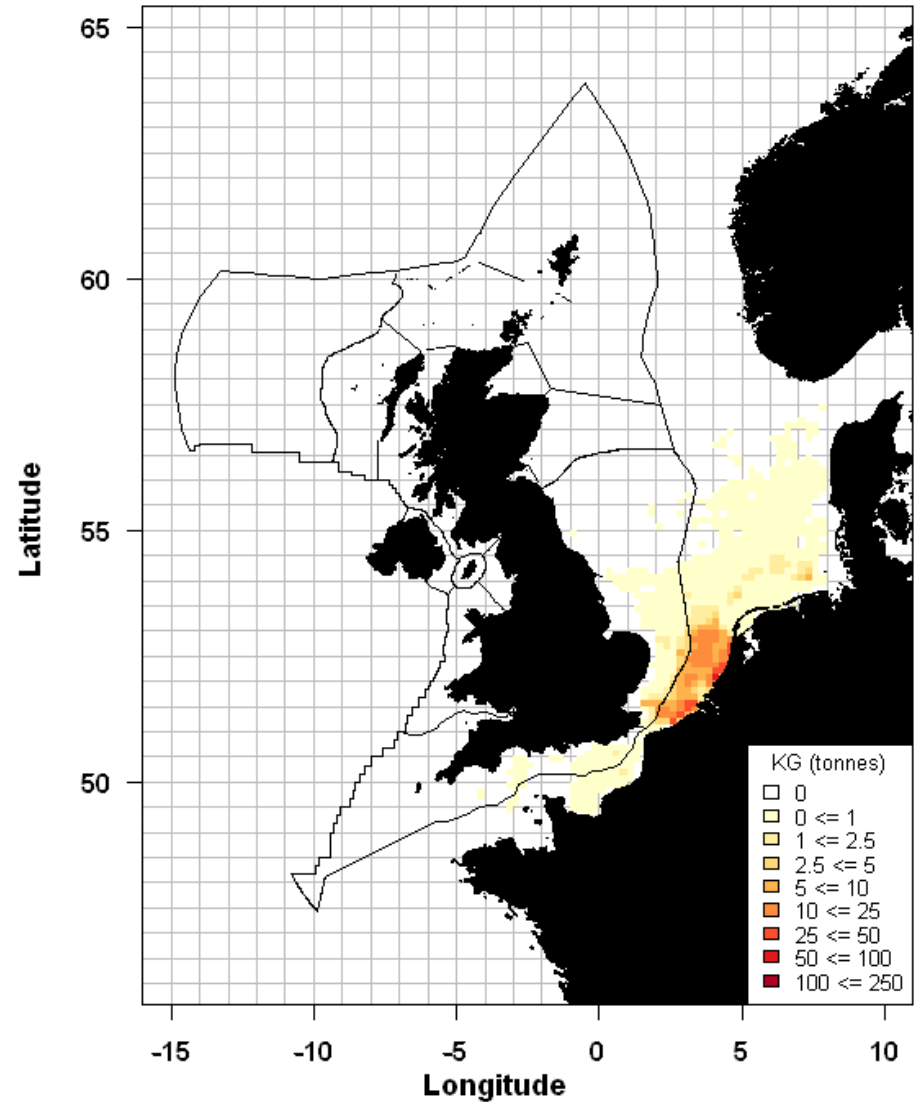 65
60
55
50
Latitude
KG (tonnes)
0
0 <= 1
1 <= 2.5
2.5 <= 5
5 <= 10
10 <= 25
25 <= 50
50 <= 100
100 <= 250
-15 -10 -5 0 5 10
Longitude